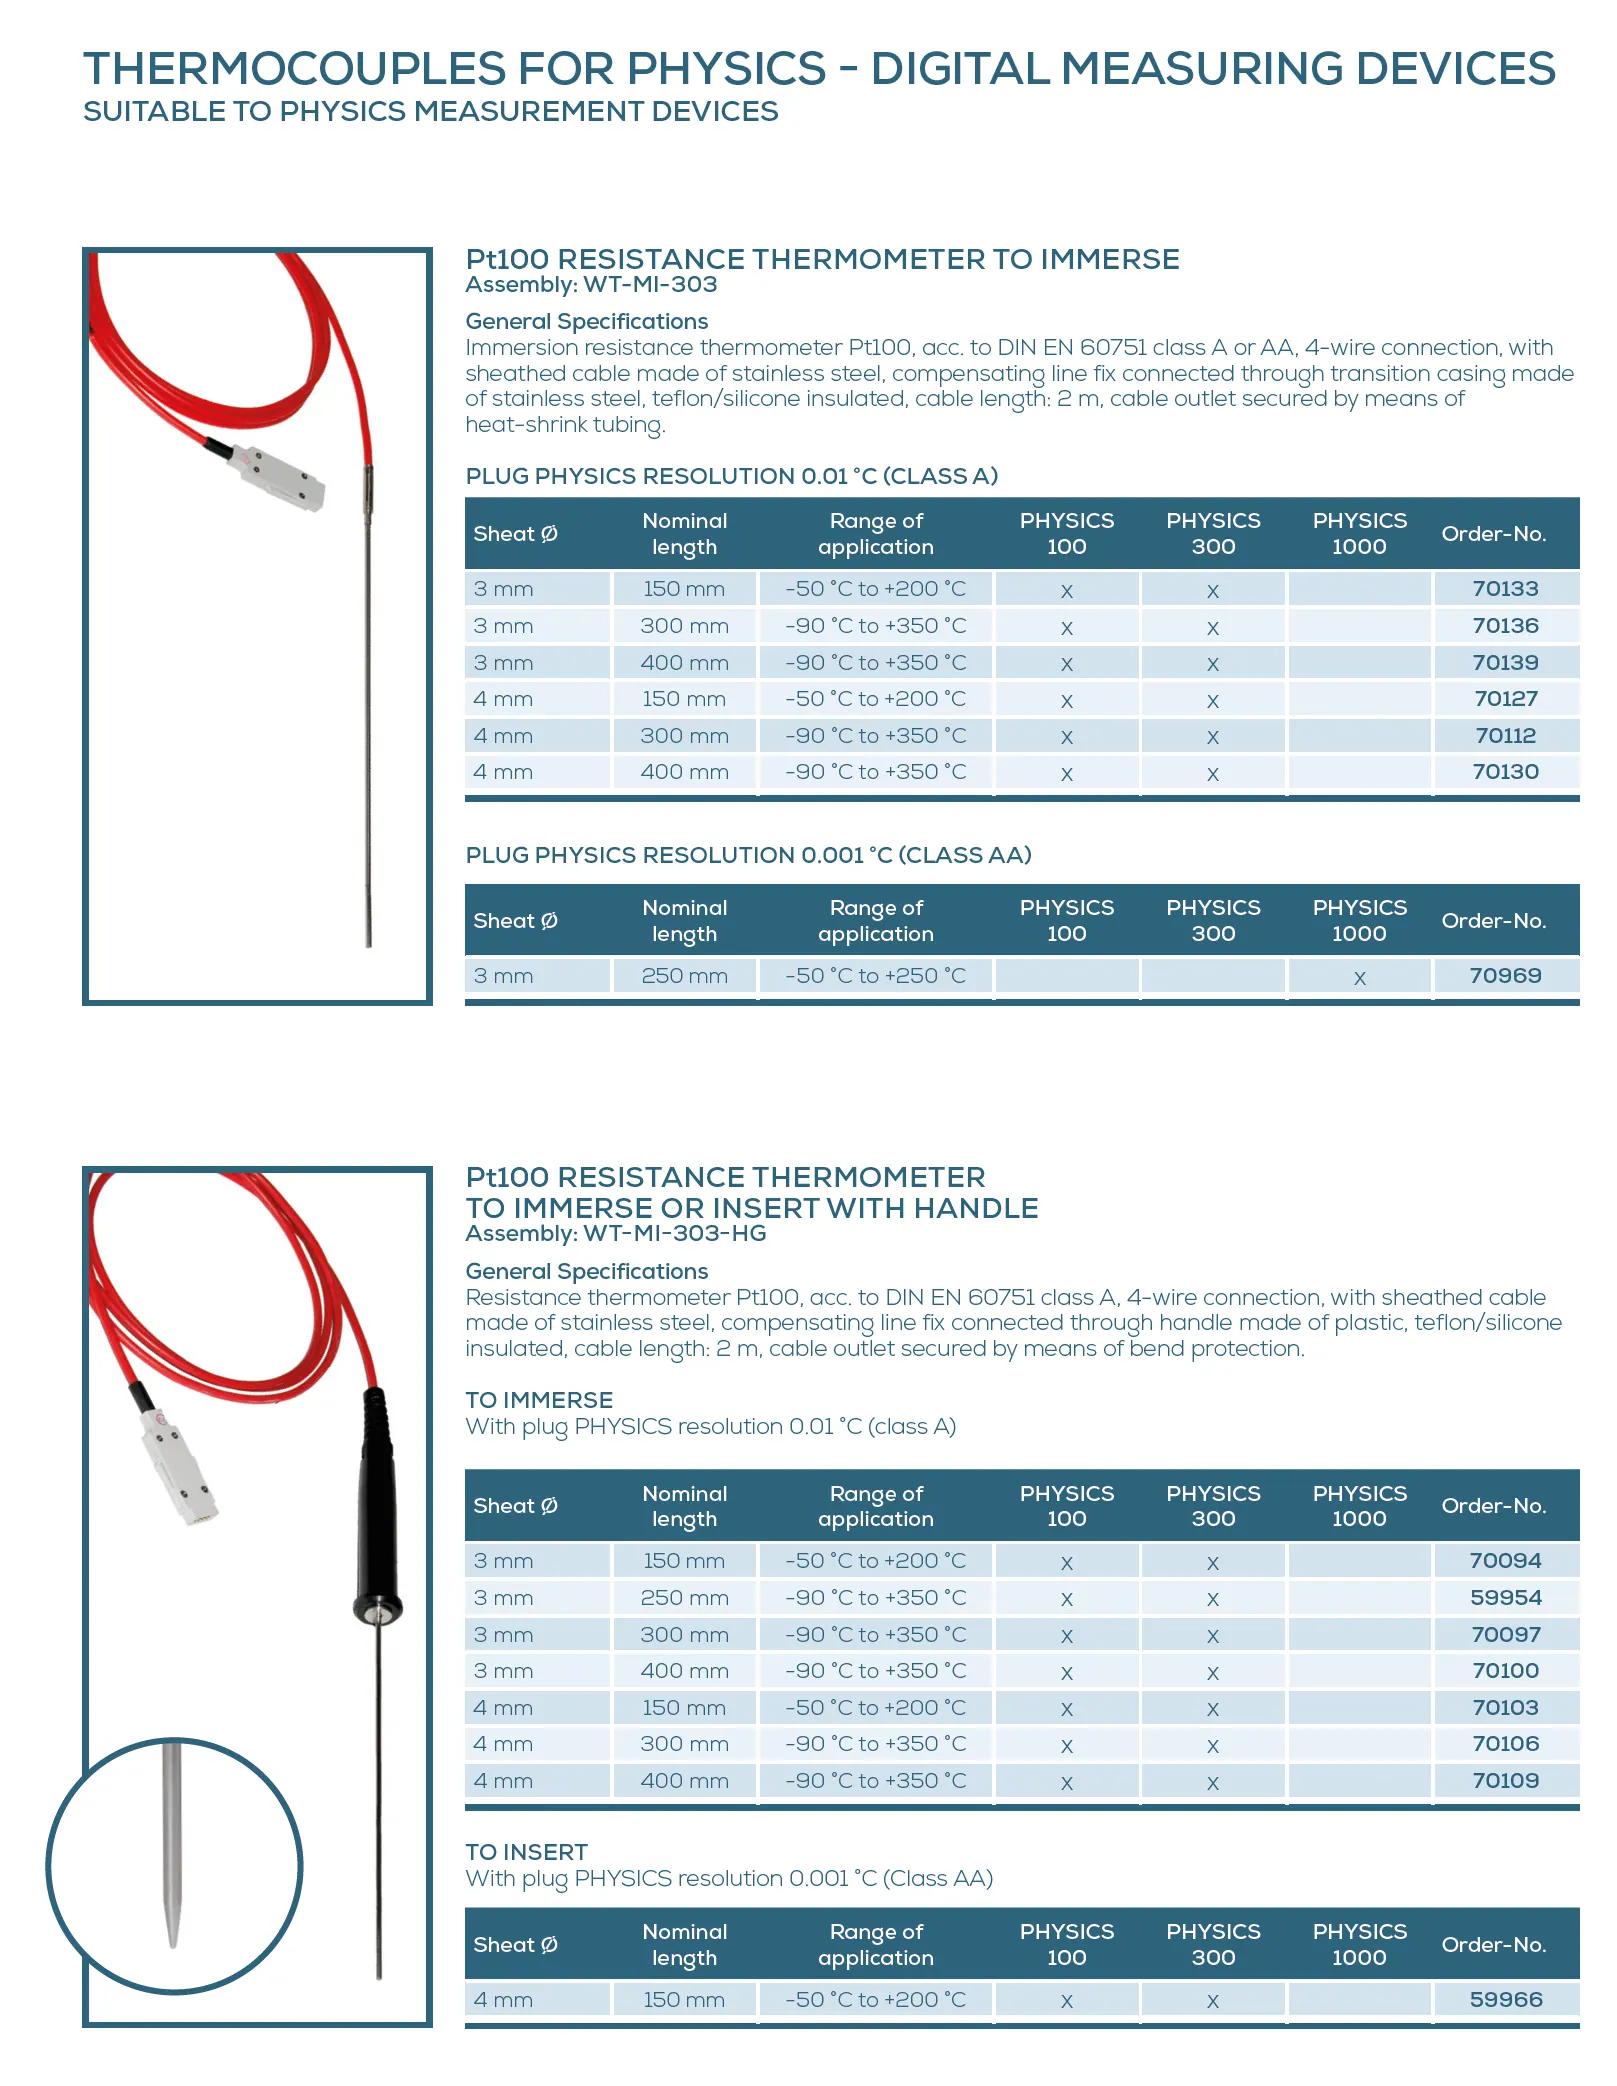 THERMOCOUPLES FOR PHYSICS - DIGITAL MEASURING DEVICES
SUITABLE TO PHYSICS MEASUREMENT DEVICES
Pt100 RESISTANCE THERMOMETER TO IMMERSE
Assembly: WT-MI-303
General Specifications
Immersion resistance thermometer Pt100, acc. to DIN EN 60751 class A or AA, 4-wire connection, with
sheathed cable made of stainless steel, compensating line fix connected through transition casing made
of stainless steel, teflon/silicone insulated, cable length: 2 m, cable outlet secured by means of
heat-shrink tubing.
PLUG PHYSICS RESOLUTION 0.01 °C (CLASS A)
Sheat Ø Nominal length Range of application PHYSICS 100 PHYSICS 300 PHYSICS 1000 Order-No.
3 mm 150 mm -50 °C to +200 °C x x 70133
3 mm 300 mm -90 °C to +350 °C x x 70136
3 mm 400 mm -90 °C to +350 °C x x 70139
4 mm 150 mm -50 °C to +200 °C x x 70127
4 mm 300 mm -90 °C to +350 °C x x 70112
4 mm 400 mm -90 °C to +350 °C x x 70130
PLUG PHYSICS RESOLUTION 0.001 °C (CLASS AA)
Sheat Ø Nominal length Range of application PHYSICS 100 PHYSICS 300 PHYSICS 1000 Order-No.
3 mm 250 mm -50 °C to +250 °C x 70969
Pt100 RESISTANCE THERMOMETER
TO IMMERSE OR INSERT WITH HANDLE
Assembly: WT-MI-303-HG
General Specifications
Resistance thermometer Pt100, acc. to DIN EN 60751 class A, 4-wire connection, with sheathed cable
made of stainless steel, compensating line fix connected through handle made of plastic, teflon/silicone
insulated, cable length: 2 m, cable outlet secured by means of bend protection.
TO IMMERSE
With plug PHYSICS resolution 0.01 °C (class A)
Sheat Ø Nominal length Range of application PHYSICS 100 PHYSICS 300 PHYSICS 1000 Order-No.
3 mm 150 mm -50 °C to +200 °C x x 70094
3 mm 250 mm -90 °C to +350 °C x x 59954
3 mm 300 mm -90 °C to +350 °C x x 70097
3 mm 400 mm -90 °C to +350 °C x x 70100
4 mm 150 mm -50 °C to +200 °C x x 70103
4 mm 300 mm -90 °C to +350 °C x x 70106
4 mm 400 mm -90 °C to +350 °C x x 70109
TO INSERT
With plug PHYSICS resolution 0.001 °C (Class AA)
Sheat Ø Nominal length Range of application PHYSICS 100 PHYSICS 300 PHYSICS 1000 Order-No.
4 mm 150 mm -50 °C to +200 °C x x 59966